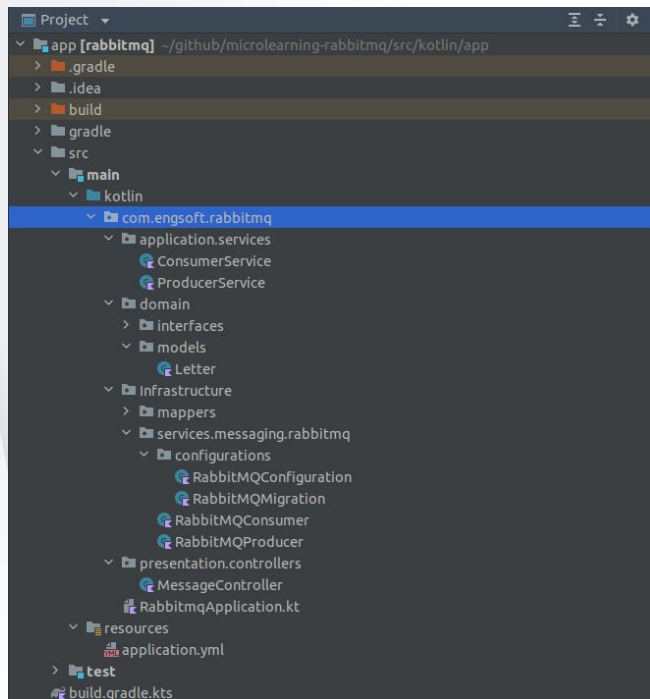 Project
app [rabbitmq] ~/github/microlearning-rabbitmq/src/kotlin/app
.gradle
.idea
build
gradle
src
main
kotlin
com.engsoft.rabbitmq
application.services
ConsumerService
ProducerService
domain
interfaces
models
Letter
Infrastructure
mappers
services.messaging.rabbitmq
configurations
RabbitMQConfiguration
RabbitMQMigration
RabbitMQConsumer
RabbitMQProducer
presentation.controllers
MessageController
RabbitmqApplication.kt
resources
application.yml
test
build.gradle.kts